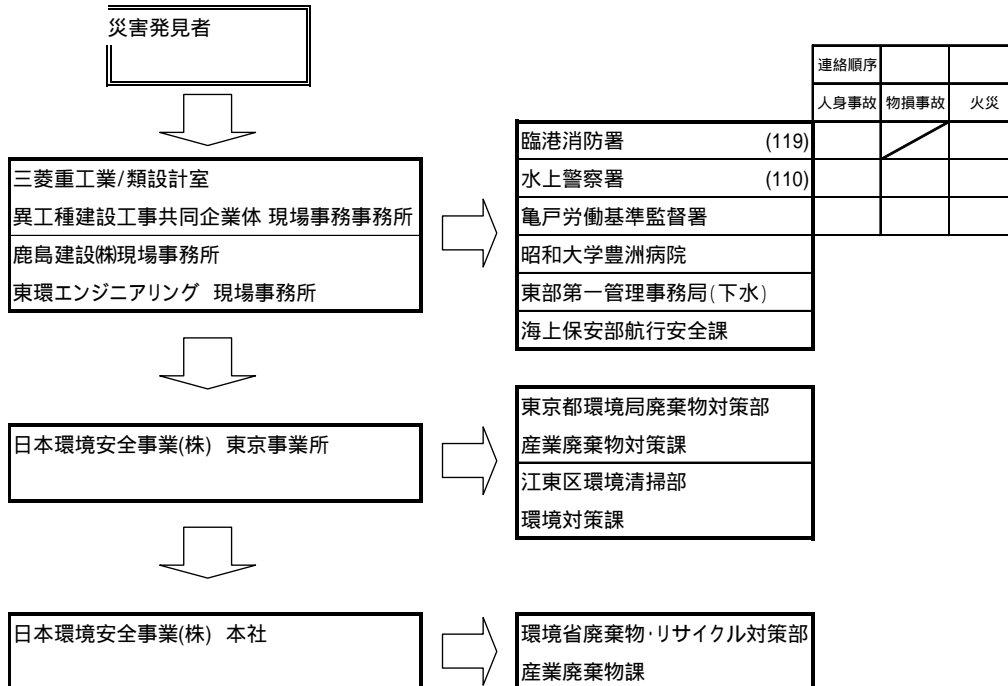 災害発見者
連絡順序
人身事故 物損事故 火災
臨港消防署 (119)
水上警察署 (110)
亀戸労働基準監督署
昭和大学豊洲病院
東部第一管理事務局(下水)
海上保安部航行安全課
三菱重工業/類設計室
異工種建設工事共同企業体 現場事務事務所
鹿島建設㈱現場事務所
東環エンジニアリング 現場事務所
日本環境安全事業(株) 東京事業所
東京都環境局廃棄物対策部
産業廃棄物対策課
江東区環境清掃部
環境対策課
日本環境安全事業(株) 本社
環境省廃棄物・リサイクル対策部
産業廃棄物課